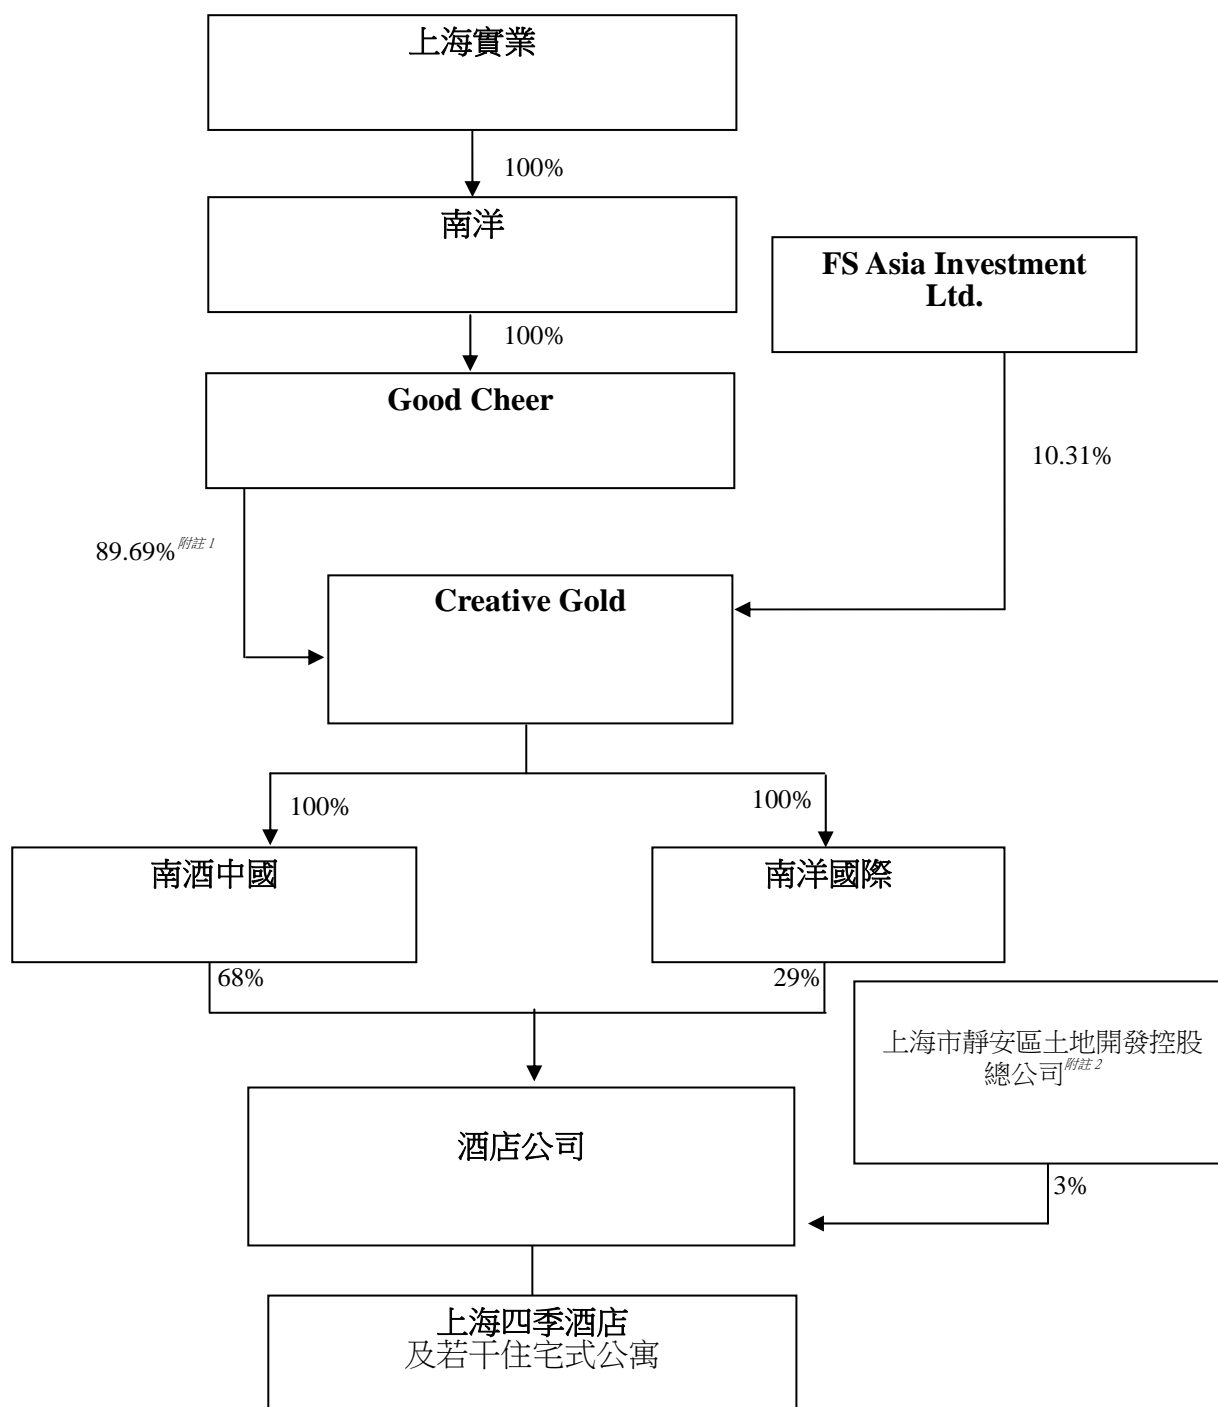 上海實業
100%
南洋
FS Asia Investment
Ltd.
100%
Good Cheer
10.31%
89.69%附註 1
Creative Gold
100%
100%
南酒中國
南洋國際
68%
29%
上海市靜安區土地開發控股
總公司附註 2
酒店公司
3%
上海四季酒店
及若干住宅式公寓